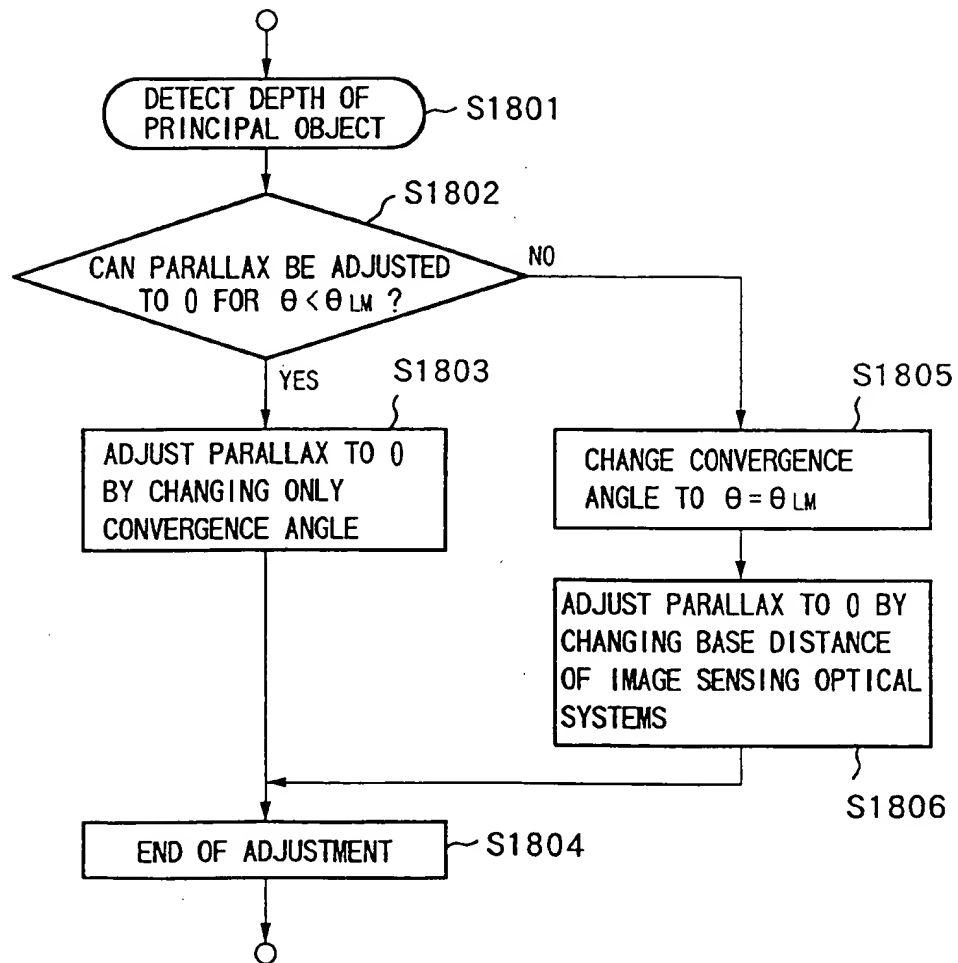 DETECT DEPTH OF
PRINCIPAL OBJECT
S1801
S1802
CAN PARALLAX BE ADJUSTED
TO 0 FOR θ<θLM ?
NO
YES
S1803
ADJUST PARALLAX TO 0
BY CHANGING ONLY
CONVERGENCE ANGLE
S1805
CHANGE CONVERGENCE
ANGLE TO θ=θLM
ADJUST PARALLAX TO 0 BY
CHANGING BASE DISTANCE
OF IMAGE SENSING OPTICAL
SYSTEMS
S1806
END OF ADJUSTMENT
S1804